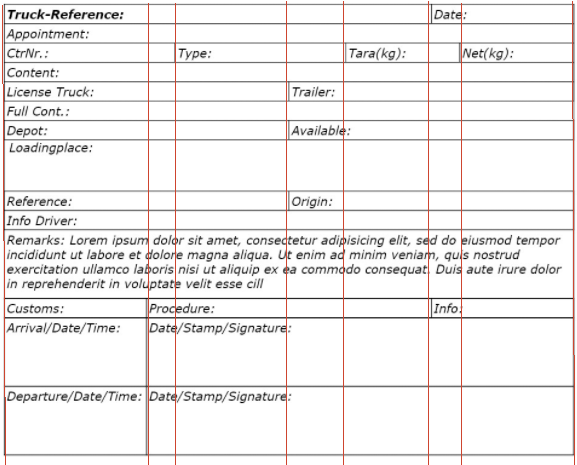 Truck-Reference: Date:
Appointment:
CtrNr.: Type: Tara(kg): Net(kg):
Content:
License Truck: Trailer:
Full Cont.:
Depot: Available:
Loadingplace:
Reference: Origin:
Info Driver:
Remarks: Lorem ipsum dolor sit amet, consectetur adipisicing elit, sed do eiusmod tempor
incididunt ut labore et dolore magna aliqua. Ut enim ad minim veniam, quis nostrud
exercitation ullamco laboris nisi ut aliquip ex ea commodo consequat. Duis aute irure dolor
in reprehenderit in voluptate velit esse cill
Customs: Procedure: Info:
Arrival/Date/Time: Date/Stamp/Signature:
Departure/Date/Time: Date/Stamp/Signature: